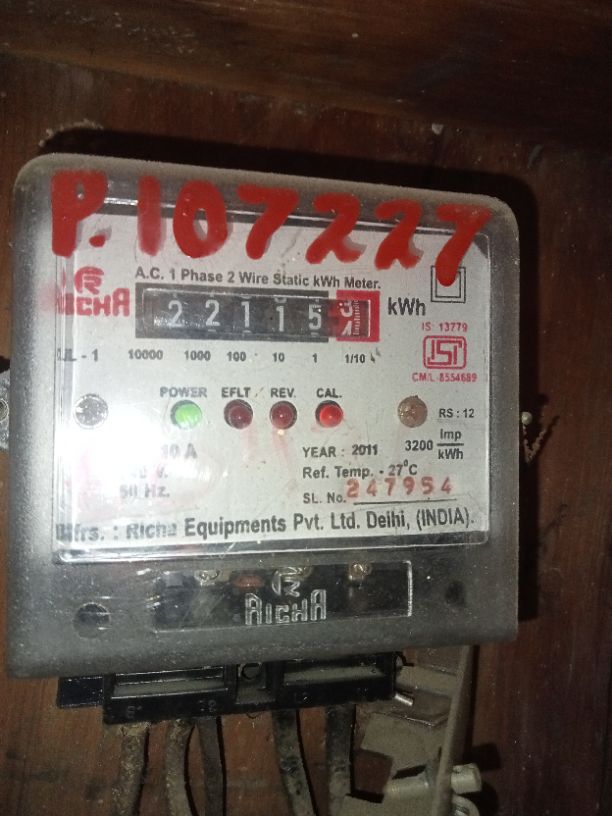 P.107227
A.C. 1 Phase 2 Wire Static kWh Meter.
RICHA
22115 kWh
IS: 13779
10000 1000 100 10 1 1/10
ISI
CM/L-8554689
POWER EFLT REV. CAL.
RS : 12
10 A YEAR : 2011 3200 Imp/kWh
Ref. Temp. - 27°C
50 Hz. SL. No. 247954
Mfrs. : Richa Equipments Pvt. Ltd. Delhi, (INDIA).
RICHA